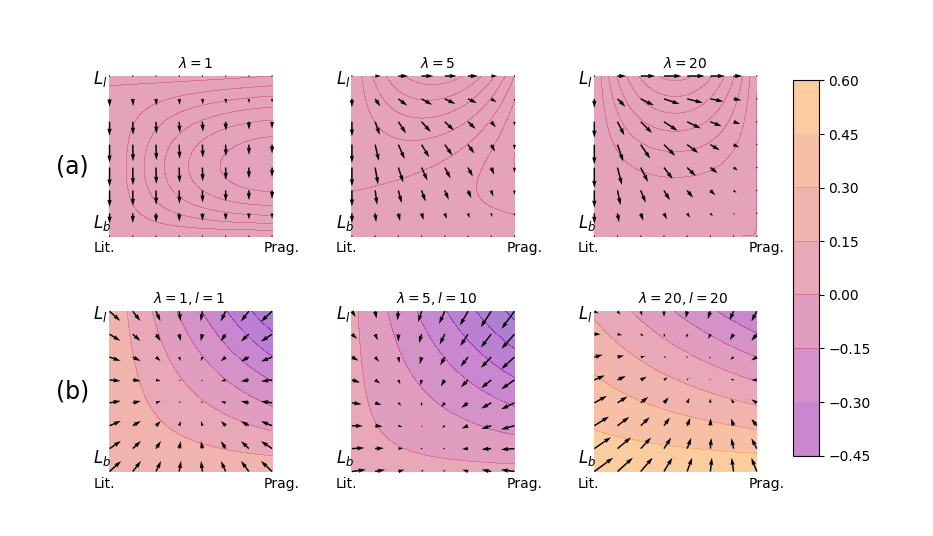 λ = 1
λ = 5
λ = 20
(a)
L_l
L_b
Lit.
Prag.
L_l
L_b
Lit.
Prag.
L_l
L_b
Lit.
Prag.
λ = 1, l = 1
λ = 5, l = 10
λ = 20, l = 20
(b)
L_l
L_b
Lit.
Prag.
L_l
L_b
Lit.
Prag.
L_l
L_b
Lit.
Prag.
0.60
0.45
0.30
0.15
0.00
−0.15
−0.30
−0.45